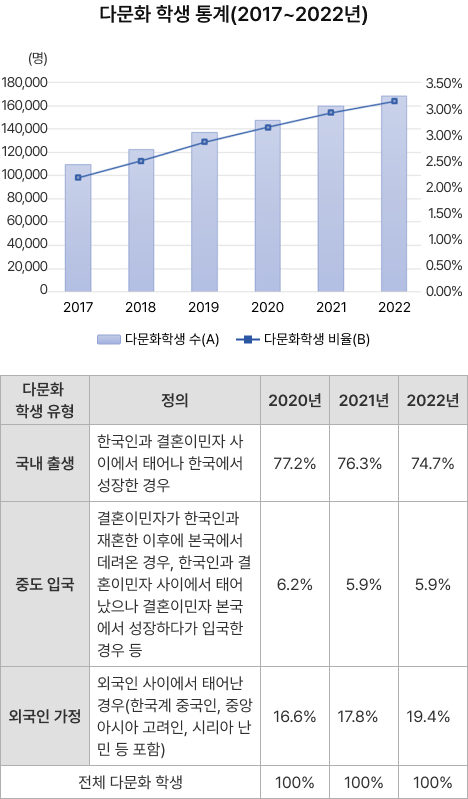 다문화 학생 통계(2017~2022년)
(명)
180,000
160,000
140,000
120,000
100,000
80,000
60,000
40,000
20,000
0
3.50%
3.00%
3.00%
2.50%
2.00%
1.50%
1.00%
0.50%
0.00%
2017 2018 2019 2020 2021 2022
다문화학생 수(A) 다문화학생 비율(B)
다문화
학생 유형
정의
2020년 2021년 2022년
국내 출생
한국인과 결혼이민자 사
이에서 태어나 한국에서
성장한 경우
77.2% 76.3% 74.7%
중도 입국
결혼이민자가 한국인과
재혼한 이후에 본국에서
데려온 경우, 한국인과 결
혼이민자 사이에서 태어
났으나 결혼이민자 본국
에서 성장하다가 입국한
경우 등
6.2% 5.9% 5.9%
외국인 가정
외국인 사이에서 태어난
경우(한국계 중국인, 중앙
아시아 고려인, 시리아 난
민 등 포함)
16.6% 17.8% 19.4%
전체 다문화 학생 100% 100% 100%